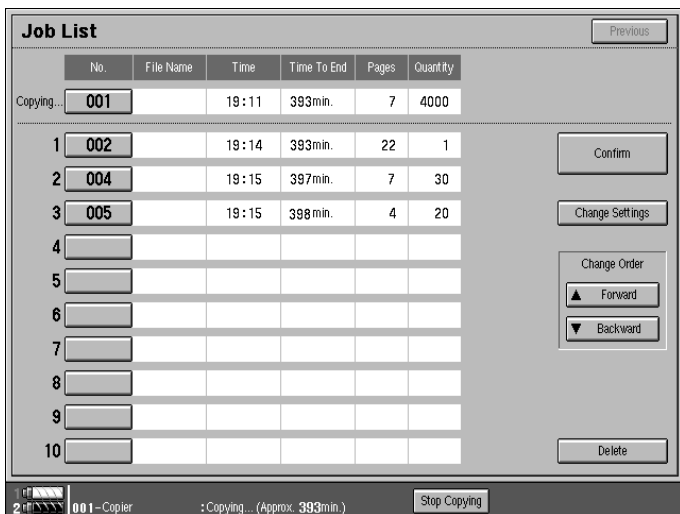 Job List Previous
No. File Name Time Time To End Pages Quantity
Copying... 001 19:11 393min. 7 4000
1 002 19:14 393min. 22 1
Confirm
2 004 19:15 397min. 7 30
3 005 19:15 398min. 4 20
Change Settings
4
Change Order
5
▲ Forward
6
▼ Backward
7
8
9
10
Delete
1
2 001-Copier :Copying... (Approx. 393min.) Stop Copying